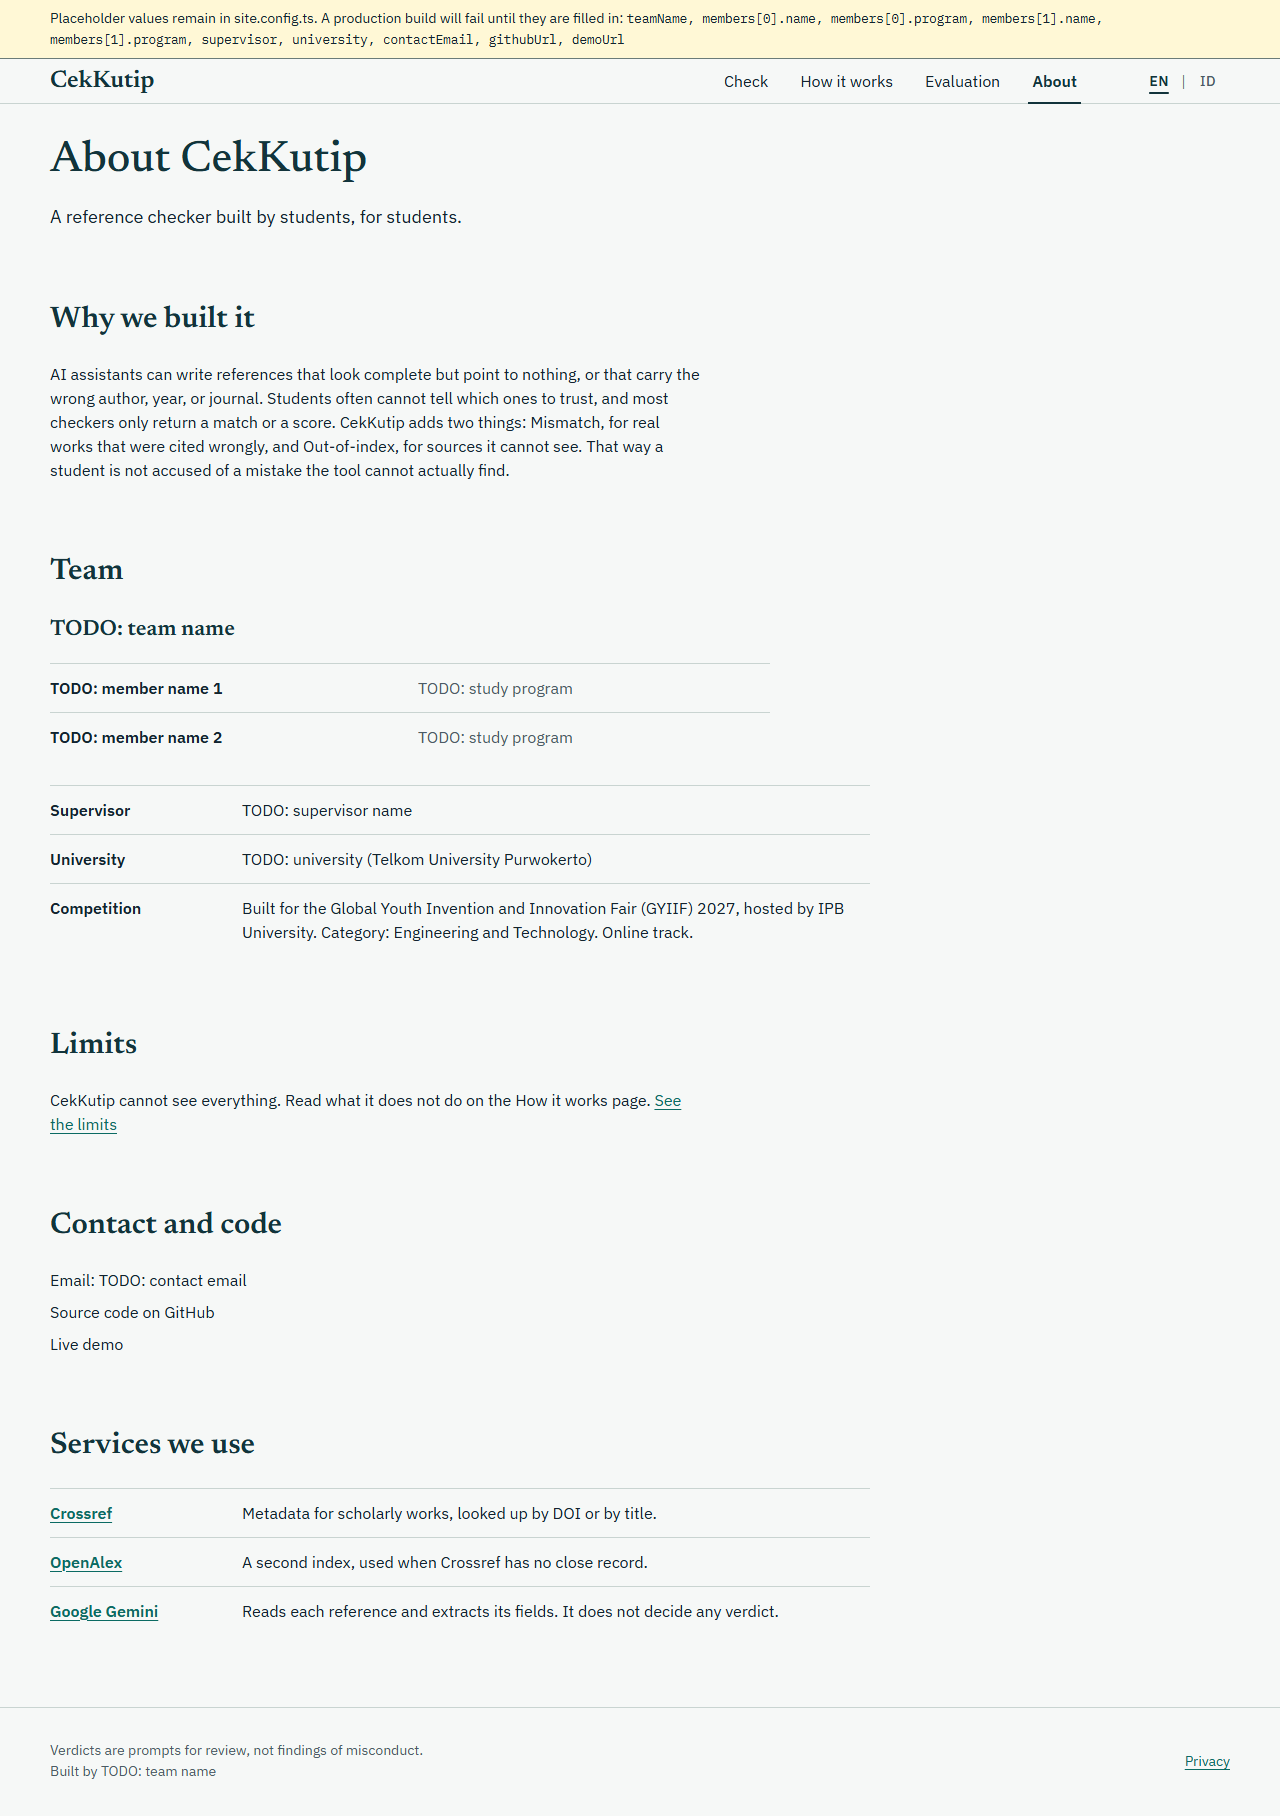 Placeholder values remain in site.config.ts. A production build will fail until they are filled in: teamName, members[0].name, members[0].program, members[1].name,
members[1].program, supervisor, university, contactEmail, githubUrl, demoUrl
CekKutip
Check
How it works
Evaluation
About
EN | ID
About CekKutip
A reference checker built by students, for students.
Why we built it
AI assistants can write references that look complete but point to nothing, or that carry the
wrong author, year, or journal. Students often cannot tell which ones to trust, and most
checkers only return a match or a score. CekKutip adds two things: Mismatch, for real
works that were cited wrongly, and Out-of-index, for sources it cannot see. That way a
student is not accused of a mistake the tool cannot actually find.
Team
TODO: team name
TODO: member name 1 TODO: study program
TODO: member name 2 TODO: study program
Supervisor TODO: supervisor name
University TODO: university (Telkom University Purwokerto)
Competition Built for the Global Youth Invention and Innovation Fair (GYIIF) 2027, hosted by IPB
University. Category: Engineering and Technology. Online track.
Limits
CekKutip cannot see everything. Read what it does not do on the How it works page. See
the limits
Contact and code
Email: TODO: contact email
Source code on GitHub
Live demo
Services we use
Crossref Metadata for scholarly works, looked up by DOI or by title.
OpenAlex A second index, used when Crossref has no close record.
Google Gemini Reads each reference and extracts its fields. It does not decide any verdict.
Verdicts are prompts for review, not findings of misconduct.
Built by TODO: team name
Privacy